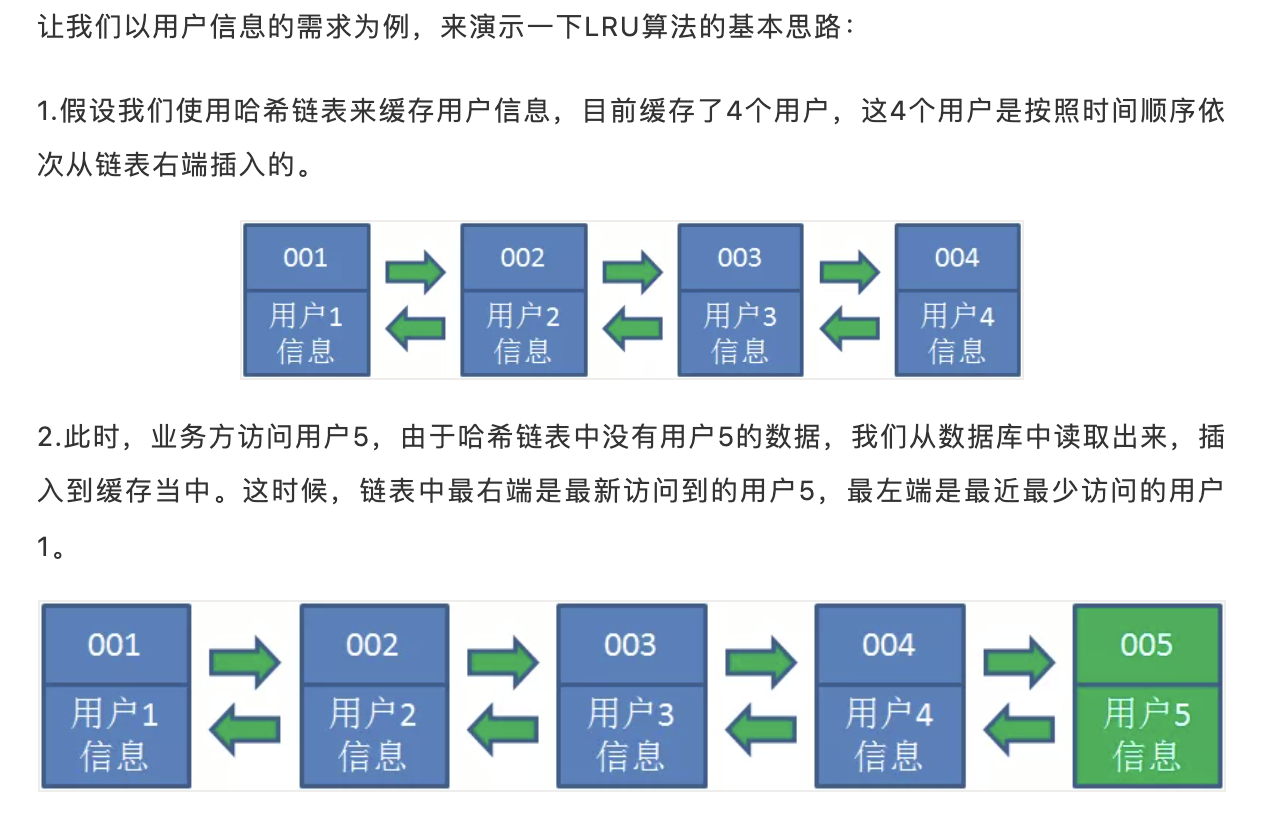 让我们以用户信息的需求为例，来演示一下LRU算法的基本思路：
1.假设我们使用哈希链表来缓存用户信息，目前缓存了4个用户，这4个用户是按照时间顺序依
次从链表右端插入的。
001 002 003 004
用户1 用户2 用户3 用户4
信息 信息 信息 信息
2.此时，业务方访问用户5，由于哈希链表中没有用户5的数据，我们从数据库中读取出来，插
入到缓存当中。这时候，链表中最右端是最新访问到的用户5，最左端是最近最少访问的用户
1。
001 002 003 004 005
用户1 用户2 用户3 用户4 用户5
信息 信息 信息 信息 信息